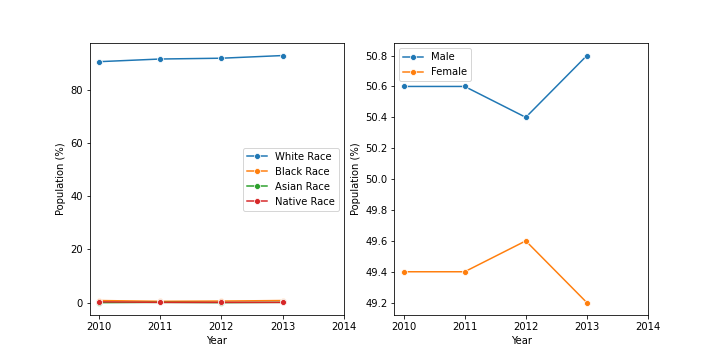 Population (%)
80
60
40
20
0
2010 2011 2012 2013 2014
Year
White Race
Black Race
Asian Race
Native Race
Population (%)
50.8
50.6
50.4
50.2
50.0
49.8
49.6
49.4
49.2
2010 2011 2012 2013 2014
Year
Male
Female